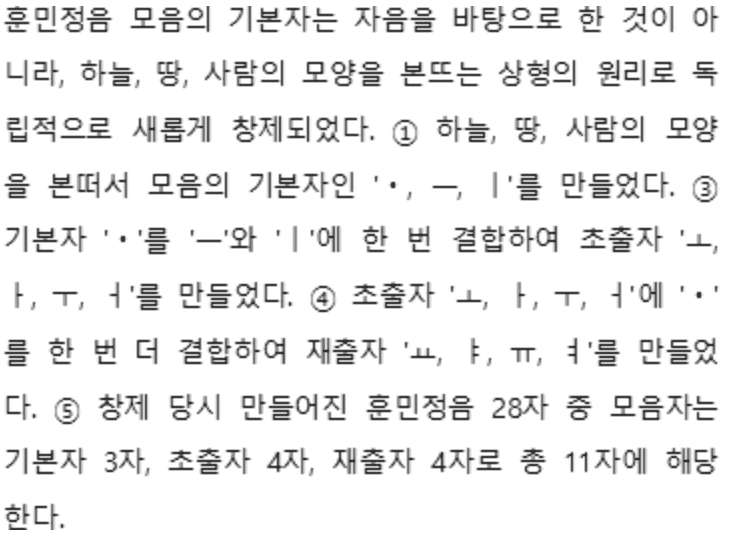 훈민정음 모음의 기본자는 자음을 바탕으로 한 것이 아
니라, 하늘, 땅, 사람의 모양을 본뜨는 상형의 원리로 독
립적으로 새롭게 창제되었다. ① 하늘, 땅, 사람의 모양
을 본떠서 모음의 기본자인 'ㆍ, ㅡ, ㅣ'를 만들었다. ③
기본자 'ㆍ'를 'ㅡ'와 'ㅣ'에 한 번 결합하여 초출자 'ㅗ,
ㅏ, ㅜ, ㅓ'를 만들었다. ④ 초출자 'ㅗ, ㅏ, ㅜ, ㅓ'에 'ㆍ'
를 한 번 더 결합하여 재출자 'ㅛ, ㅑ, ㅠ, ㅕ'를 만들었
다. ⑤ 창제 당시 만들어진 훈민정음 28자 중 모음자는
기본자 3자, 초출자 4자, 재출자 4자로 총 11자에 해당
한다.